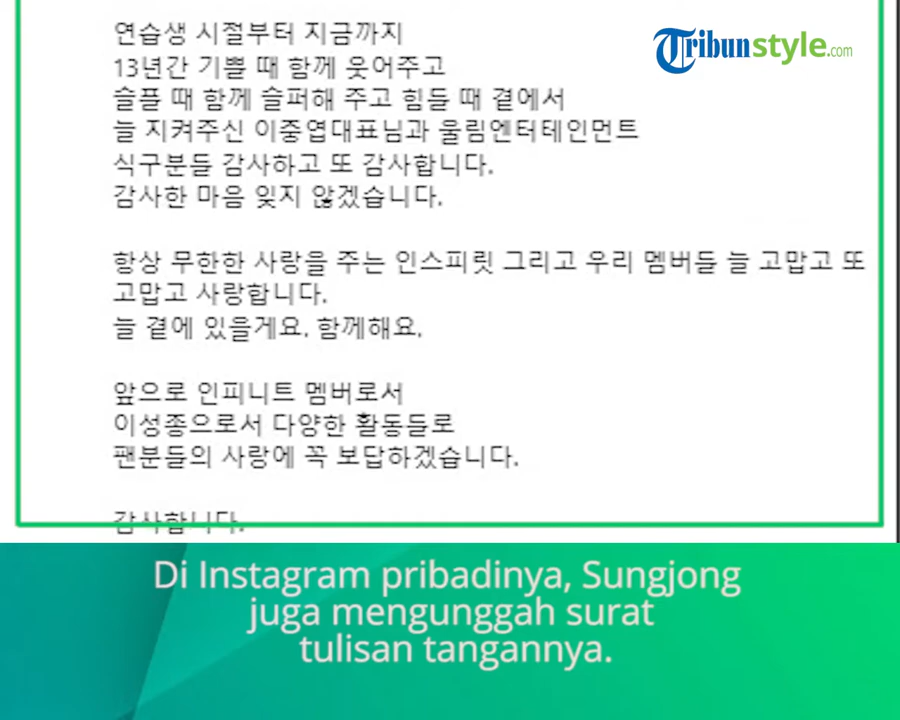 연습생 시절부터 지금까지
Tribunstyle.com
13년간 기쁠 때 함께 웃어주고
슬플 때 함께 슬퍼해 주고 힘들 때 곁에서
늘 지켜주신 이중엽대표님과 울림엔터테인먼트
식구분들 감사하고 또 감사합니다.
감사한 마음 잊지 않겠습니다.
항상 무한한 사랑을 주는 인스피릿 그리고 우리 멤버들 늘 고맙고 또
고맙고 사랑합니다.
늘 곁에 있을게요. 함께해요.
앞으로 인피니트 멤버로서
이성종으로서 다양한 활동들로
팬분들의 사랑에 꼭 보답하겠습니다.
감사합니다.
Di Instagram pribadinya, Sungjong
juga mengunggah surat
tulisan tangannya.